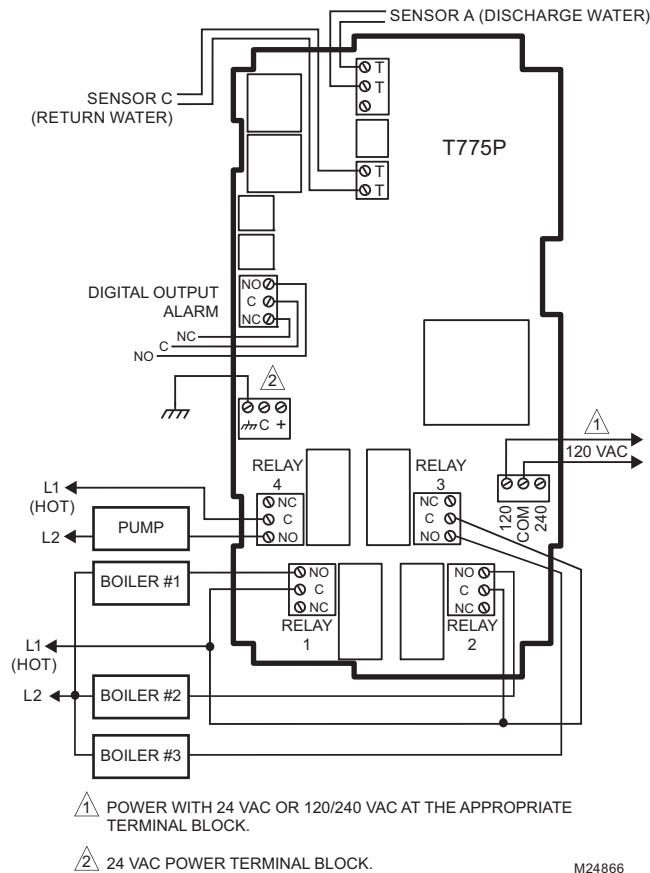 SENSOR A (DISCHARGE WATER)
SENSOR C
(RETURN WATER)
T
T
T775P
T
T
DIGITAL OUTPUT
ALARM
NO
C
NC
NC
C
NO
2
C +
1
120 VAC
120
COM
240
RELAY
4
NC
C
NO
RELAY
3
NC
C
NO
L1
(HOT)
L2
PUMP
BOILER #1
NO
C
NC
RELAY
1
NO
C
NC
RELAY
2
L1
(HOT)
L2
BOILER #2
BOILER #3
1 POWER WITH 24 VAC OR 120/240 VAC AT THE APPROPRIATE
TERMINAL BLOCK.
2 24 VAC POWER TERMINAL BLOCK.
M24866